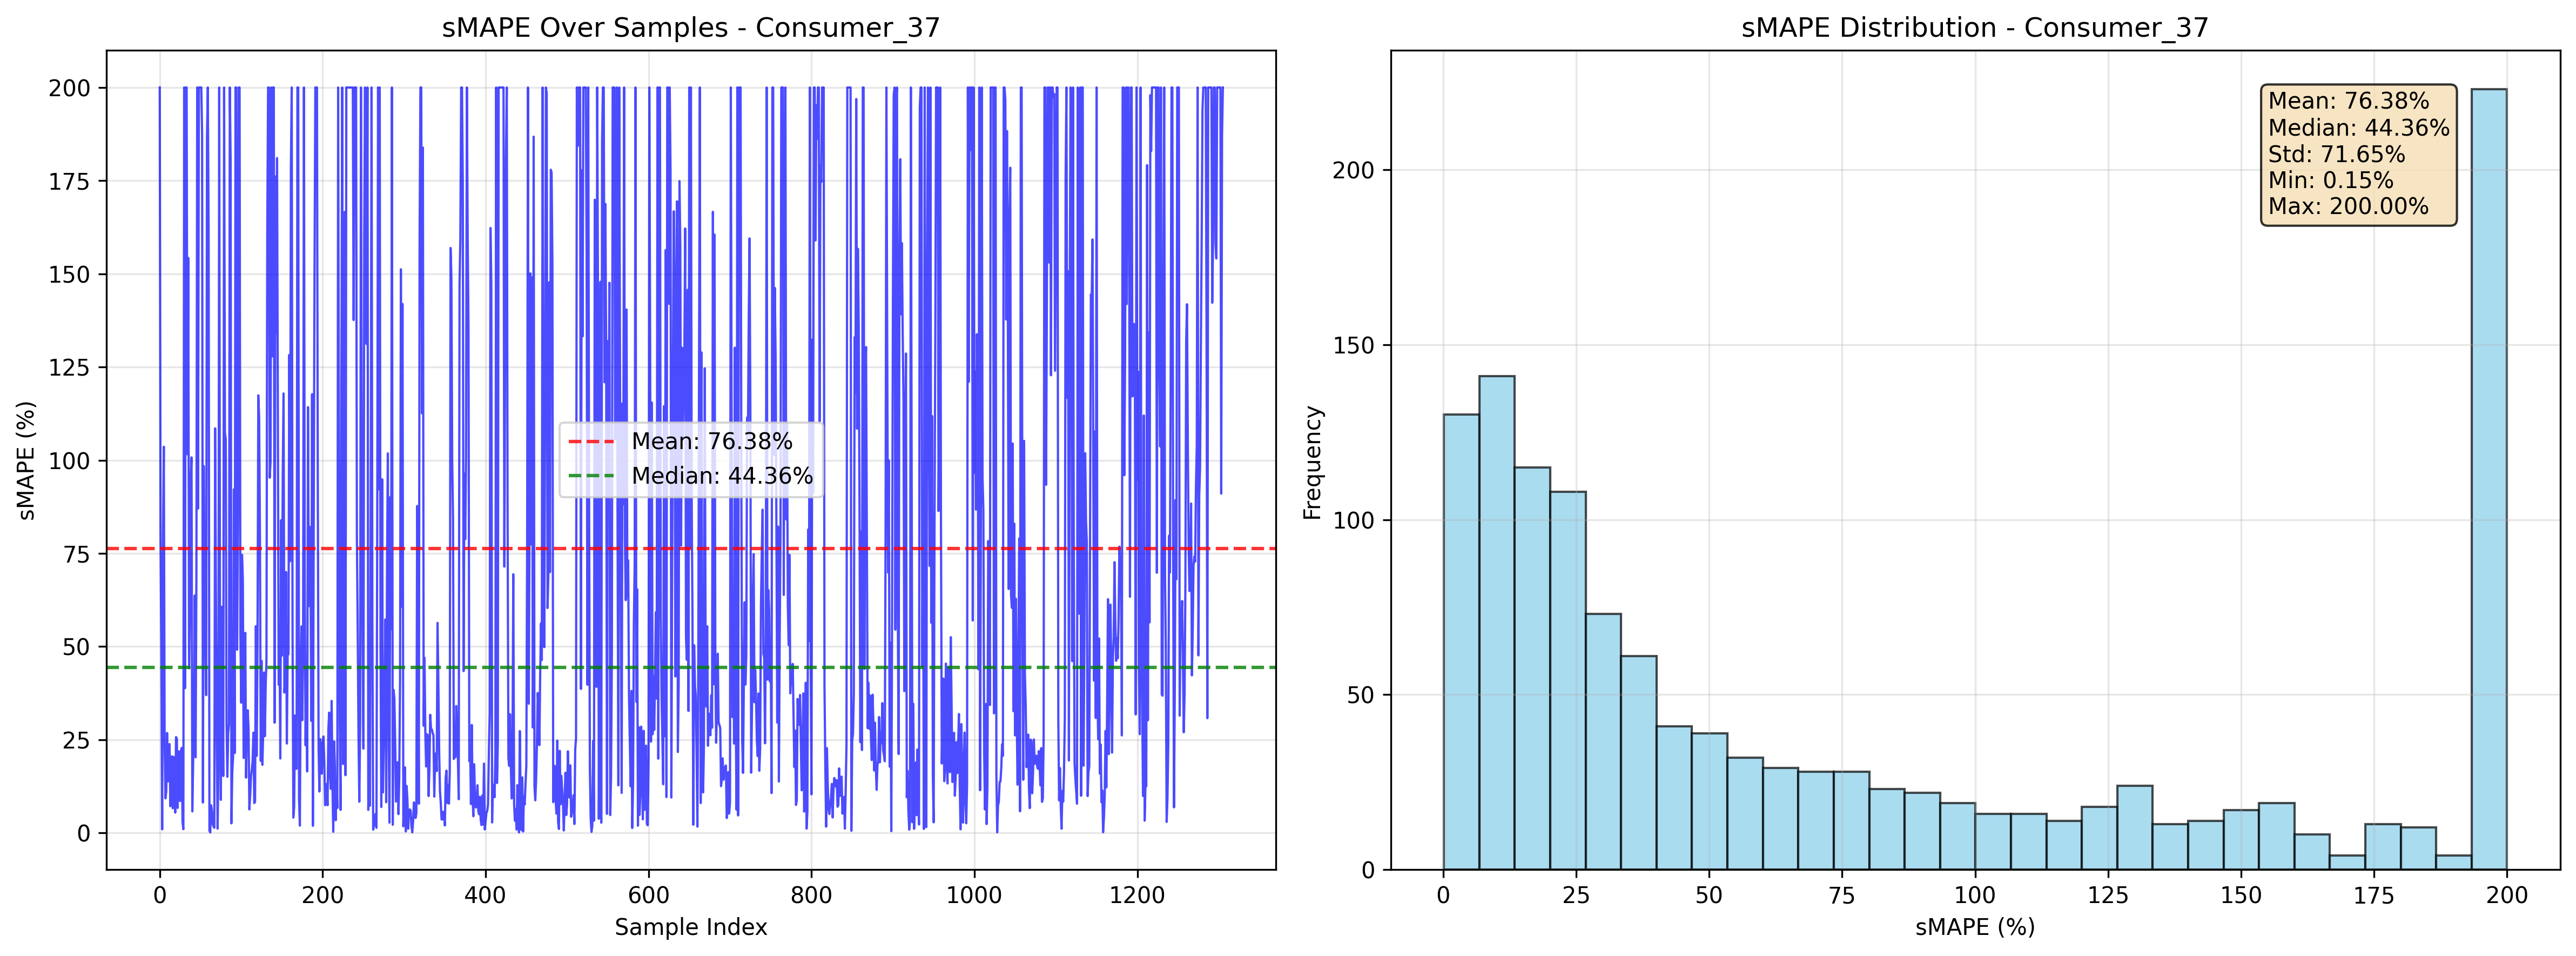 sMAPE Over Samples - Consumer_37
200
175
150
125
100
75
50
25
0
sMAPE (%)
Mean: 76.38%
Median: 44.36%
0 200 400 600 800 1000 1200
Sample Index
sMAPE Distribution - Consumer_37
Mean: 76.38%
Median: 44.36%
Std: 71.65%
Min: 0.15%
Max: 200.00%
200
150
100
50
0
Frequency
0 25 50 75 100 125 150 175 200
sMAPE (%)